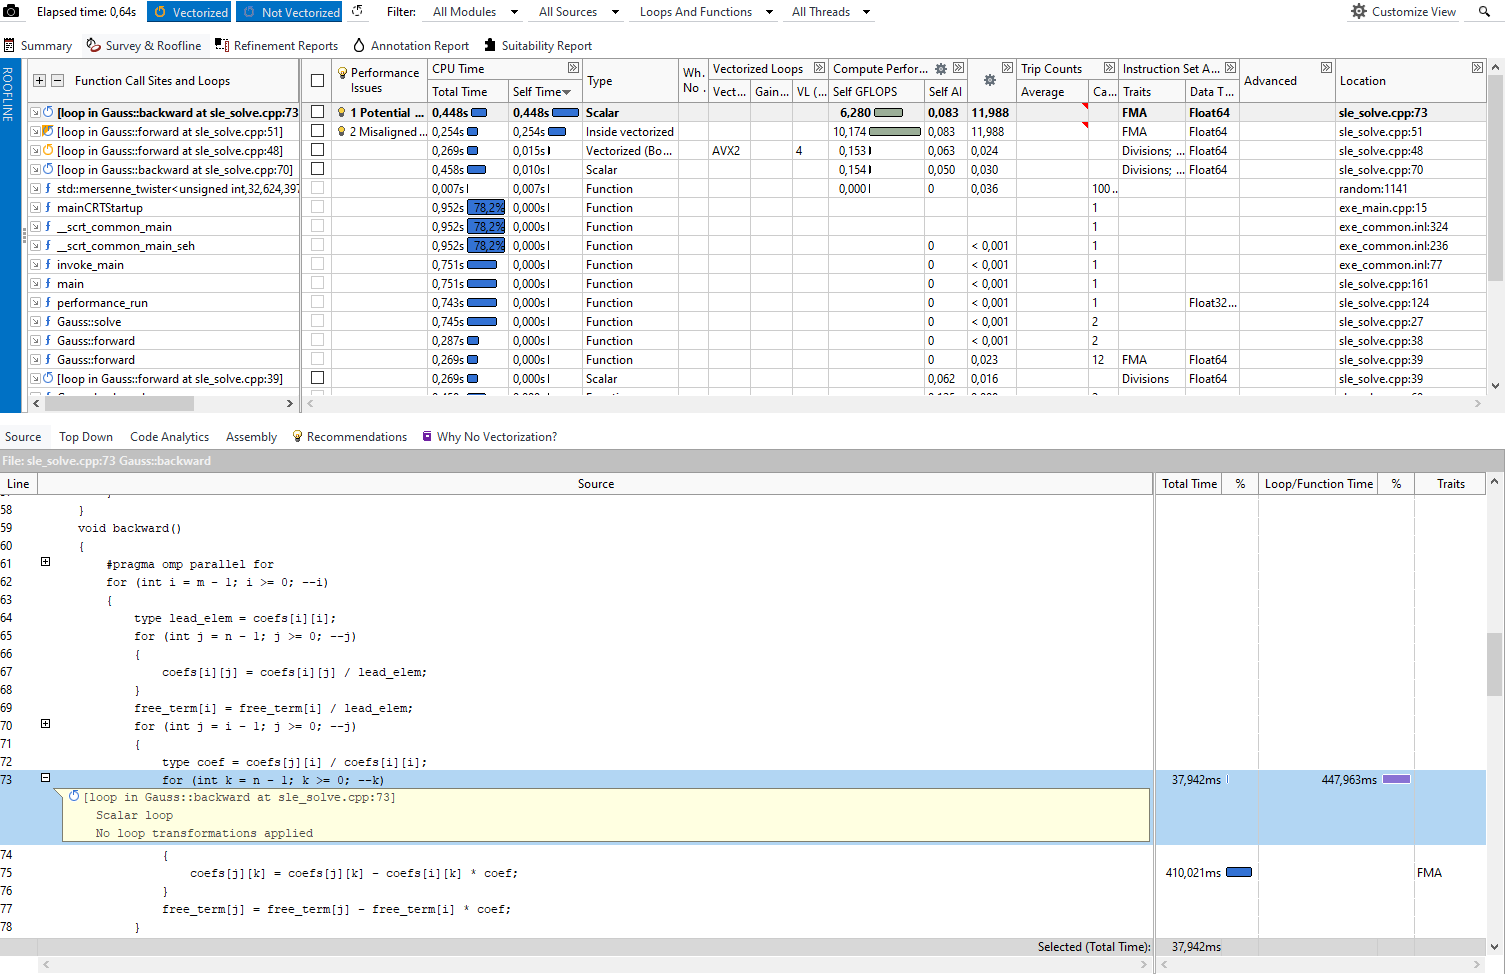 Elapsed time: 0,64s Vectorized Not Vectorized Filter: All Modules All Sources Loops And Functions All Threads Customize View
Summary Survey & Roofline Refinement Reports Annotation Report Suitability Report
ROOFLINE
+ − Function Call Sites and Loops Performance Issues CPU Time Type Wh. No . Vectorized Loops Compute Perfor... Trip Counts Instruction Set A... Advanced Location
Total Time Self Time Vect... Gain... VL (... Self GFLOPS Self AI Average Ca... Traits Data T...
[loop in Gauss::backward at sle_solve.cpp:73 1 Potential ... 0,448s 0,448s Scalar 6,280 0,083 11,988 FMA Float64 sle_solve.cpp:73
[loop in Gauss::forward at sle_solve.cpp:51] 2 Misaligned ... 0,254s 0,254s Inside vectorized 10,174 0,083 11,988 FMA Float64 sle_solve.cpp:51
[loop in Gauss::forward at sle_solve.cpp:48] 0,269s 0,015s Vectorized (Bo... AVX2 4 0,153 0,063 0,024 Divisions; ... Float64 sle_solve.cpp:48
[loop in Gauss::backward at sle_solve.cpp:70] 0,458s 0,010s Scalar 0,154 0,050 0,030 Divisions; ... Float64 sle_solve.cpp:70
f std::mersenne_twister<unsigned int,32,624,397 0,007s 0,007s Function 0,000 0 0,036 100 .. random:1141
f mainCRTStartup 0,952s 78,2% 0,000s Function 1 exe_main.cpp:15
f __scrt_common_main 0,952s 78,2% 0,000s Function 1 exe_common.inl:324
f __scrt_common_main_seh 0,952s 78,2% 0,000s Function 0 < 0,001 1 exe_common.inl:236
f invoke_main 0,751s 0,000s Function 0 < 0,001 1 exe_common.inl:77
f main 0,751s 0,000s Function 0 < 0,001 1 sle_solve.cpp:161
f performance_run 0,743s 0,000s Function 0 < 0,001 1 Float32... sle_solve.cpp:124
f Gauss::solve 0,745s 0,000s Function 0 < 0,001 2 sle_solve.cpp:27
f Gauss::forward 0,287s 0,000s Function 0 < 0,001 2 sle_solve.cpp:38
f Gauss::forward 0,269s 0,000s Function 0 0,023 12 FMA Float64 sle_solve.cpp:39
[loop in Gauss::forward at sle_solve.cpp:39] 0,269s 0,000s Scalar 0,062 0,016 Divisions Float64 sle_solve.cpp:39
Source Top Down Code Analytics Assembly Recommendations Why No Vectorization?
File: sle_solve.cpp:73 Gauss::backward
Line Source Total Time % Loop/Function Time % Traits
58 }
59 void backward()
60 {
61 #pragma omp parallel for
62 for (int i = m - 1; i >= 0; --i)
63 {
64 type lead_elem = coefs[i][i];
65 for (int j = n - 1; j >= 0; --j)
66 {
67 coefs[i][j] = coefs[i][j] / lead_elem;
68 }
69 free_term[i] = free_term[i] / lead_elem;
70 for (int j = i - 1; j >= 0; --j)
71 {
72 type coef = coefs[j][i] / coefs[i][i];
73 for (int k = n - 1; k >= 0; --k) 37,942ms 447,963ms
[loop in Gauss::backward at sle_solve.cpp:73]
Scalar loop
No loop transformations applied
74 {
75 coefs[j][k] = coefs[j][k] - coefs[i][k] * coef; 410,021ms FMA
76 }
77 free_term[j] = free_term[j] - free_term[i] * coef;
78 }
Selected (Total Time): 37,942ms